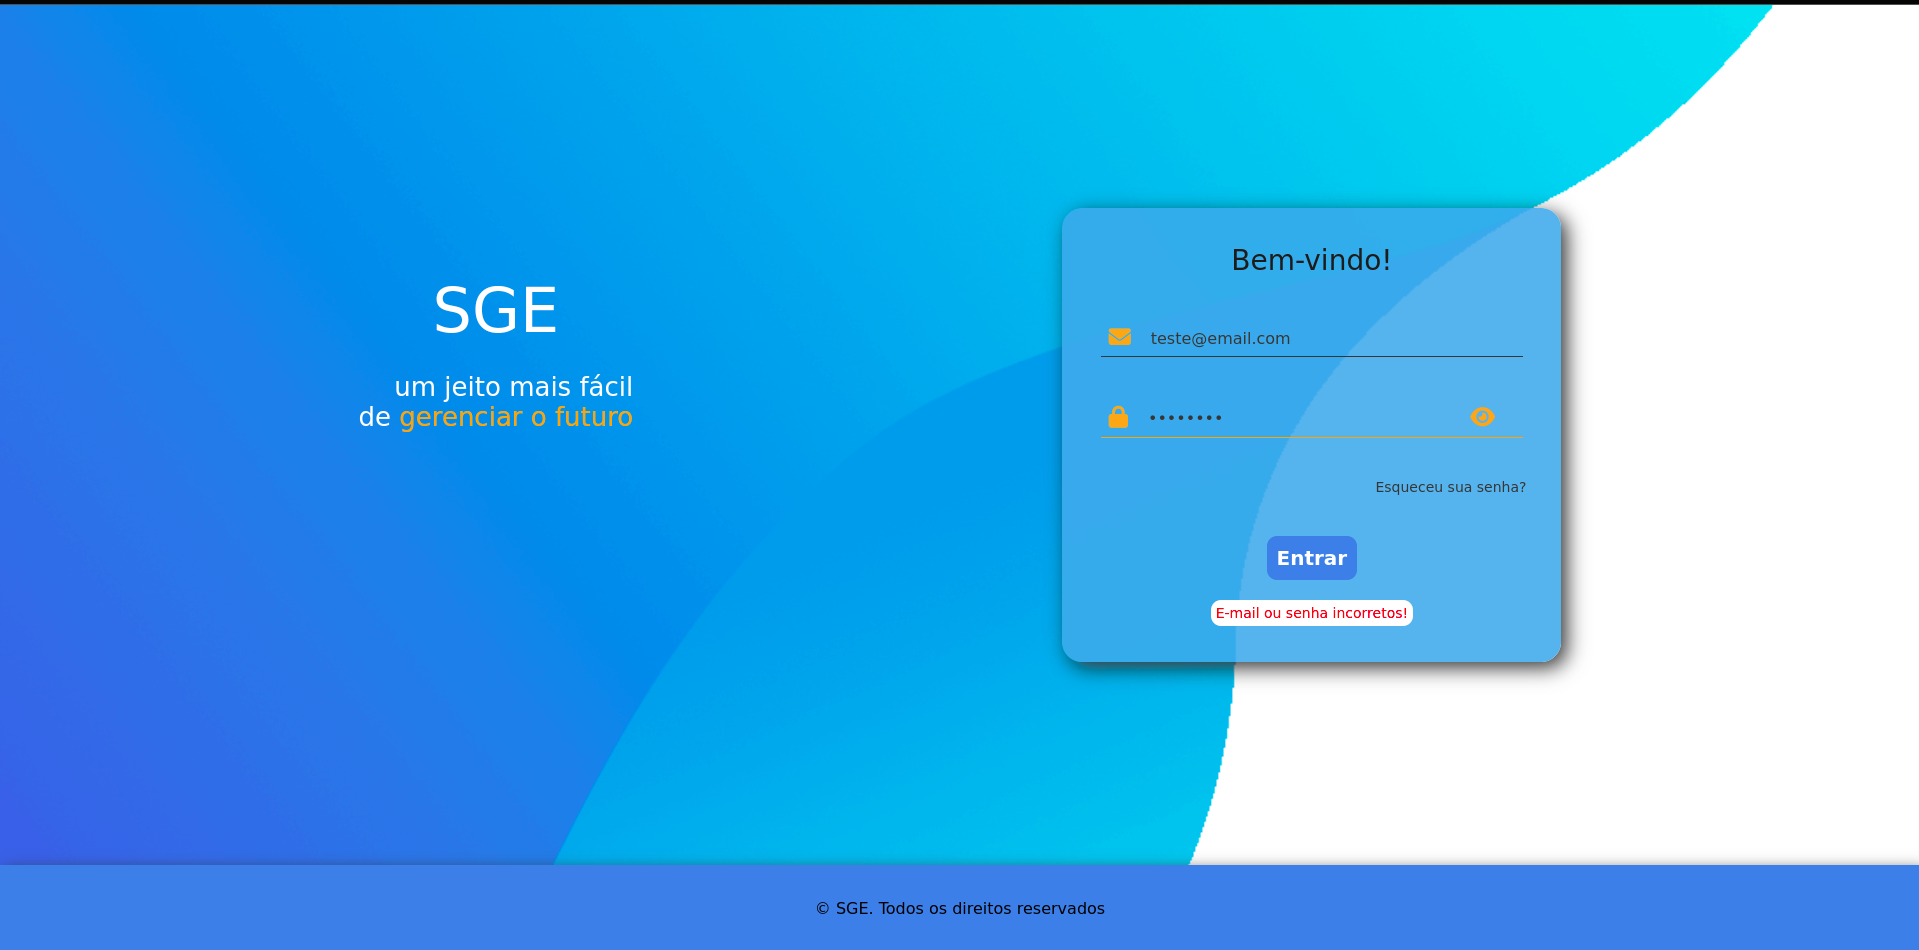 SGE
um jeito mais fácil
de gerenciar o futuro
Bem-vindo!
teste@email.com
••••••••
Esqueceu sua senha?
Entrar
E-mail ou senha incorretos!
© SGE. Todos os direitos reservados